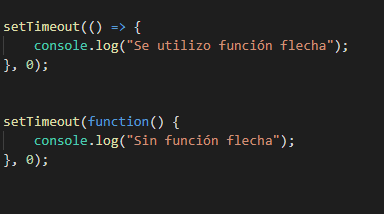 setTimeout(() => {
    console.log("Se utilizo función flecha");
}, 0);
setTimeout(function() {
    console.log("Sin función flecha");
}, 0);